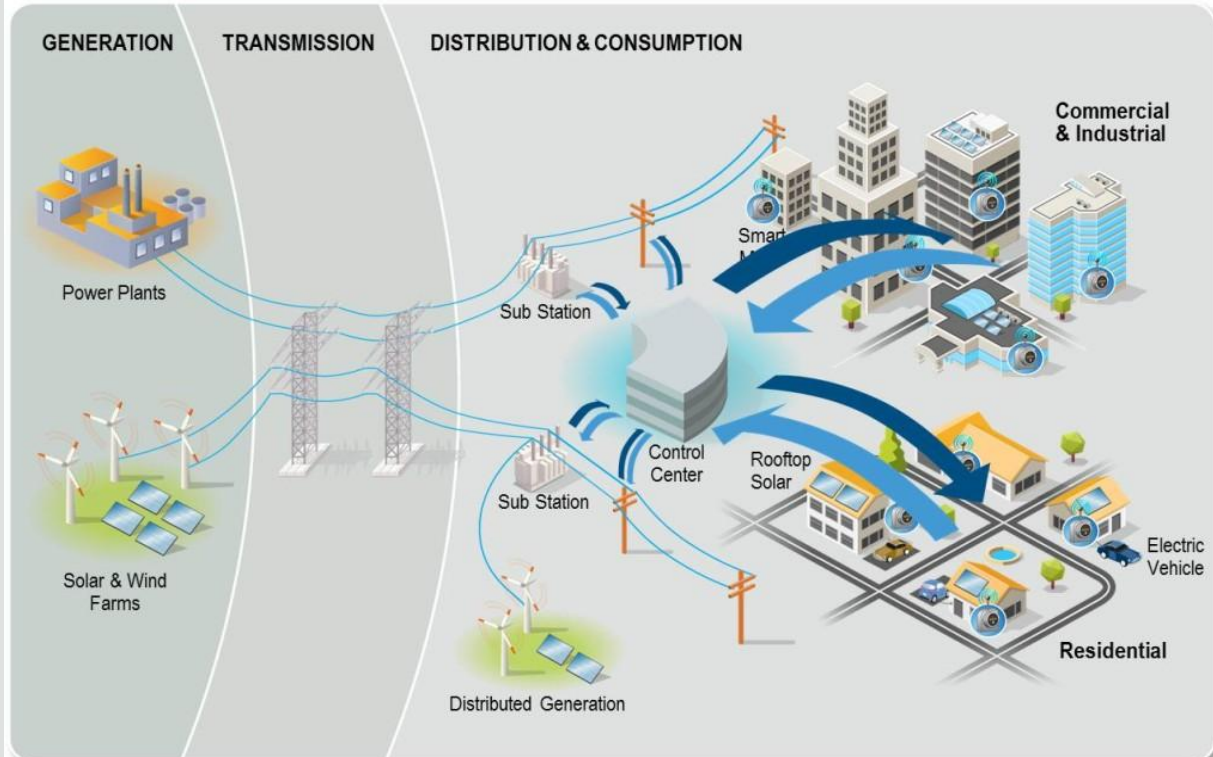 GENERATION
TRANSMISSION
DISTRIBUTION & CONSUMPTION
Commercial
& Industrial
Smart
Power Plants
Sub Station
Control
Center
Rooftop
Solar
Sub Station
Electric
Vehicle
Solar & Wind
Farms
Residential
Distributed Generation